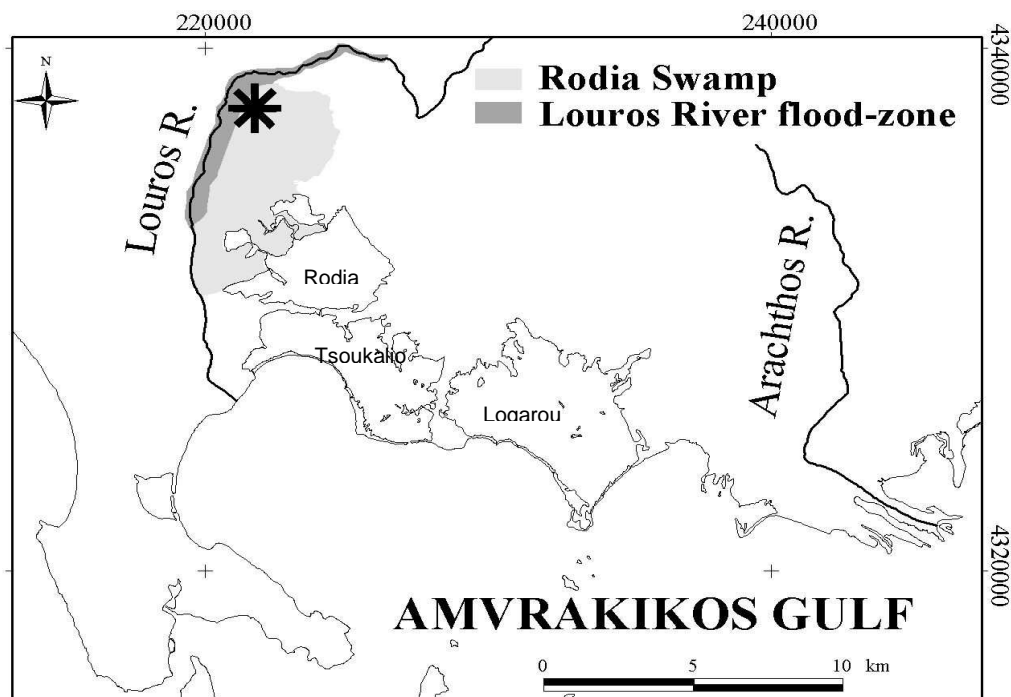 220000
240000
4340000
N
Rodia Swamp
Louros River flood-zone
Louros R.
Arachthos R.
Rodia
Tsoukalio
Logarou
4320000
AMVRAKIKOS GULF
0 5 10 km